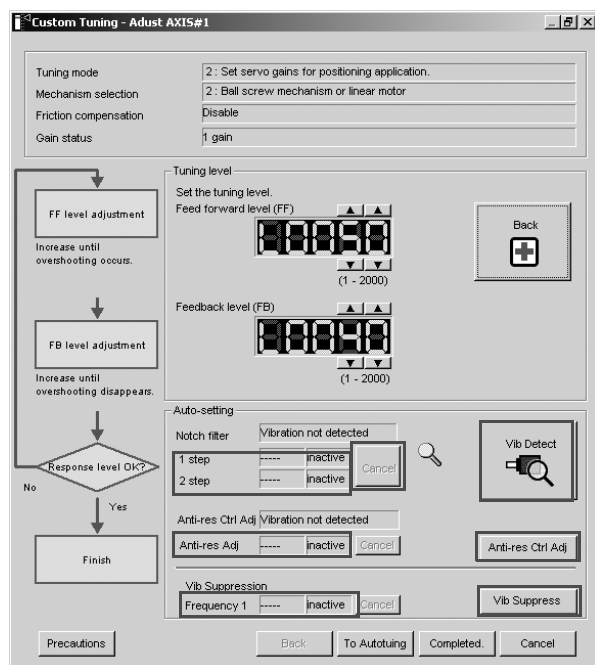 Custom Tuning - Adust AXIS#1
Tuning mode
2 : Set servo gains for positioning application.
Mechanism selection
2 : Ball screw mechanism or linear motor
Friction compensation
Disable
Gain status
1 gain
FF level adjustment
Increase until
overshooting occurs.
FB level adjustment
Increase until
overshooting disappears.
Response level OK?
No
Yes
Finish
Tuning level
Set the tuning level.
Feed forward level (FF)
(1 - 2000)
Feedback level (FB)
(1 - 2000)
Back
Auto-setting
Notch filter
Vibration not detected
1 step ----- inactive
2 step ----- inactive
Cancel
Vib Detect
Anti-res Ctrl Adj Vibration not detected
Anti-res Adj ----- inactive Cancel
Anti-res Ctrl Adj
Vib Suppression
Frequency 1 ----- inactive Cancel
Vib Suppress
Precautions
Back
To Autotuing
Completed.
Cancel